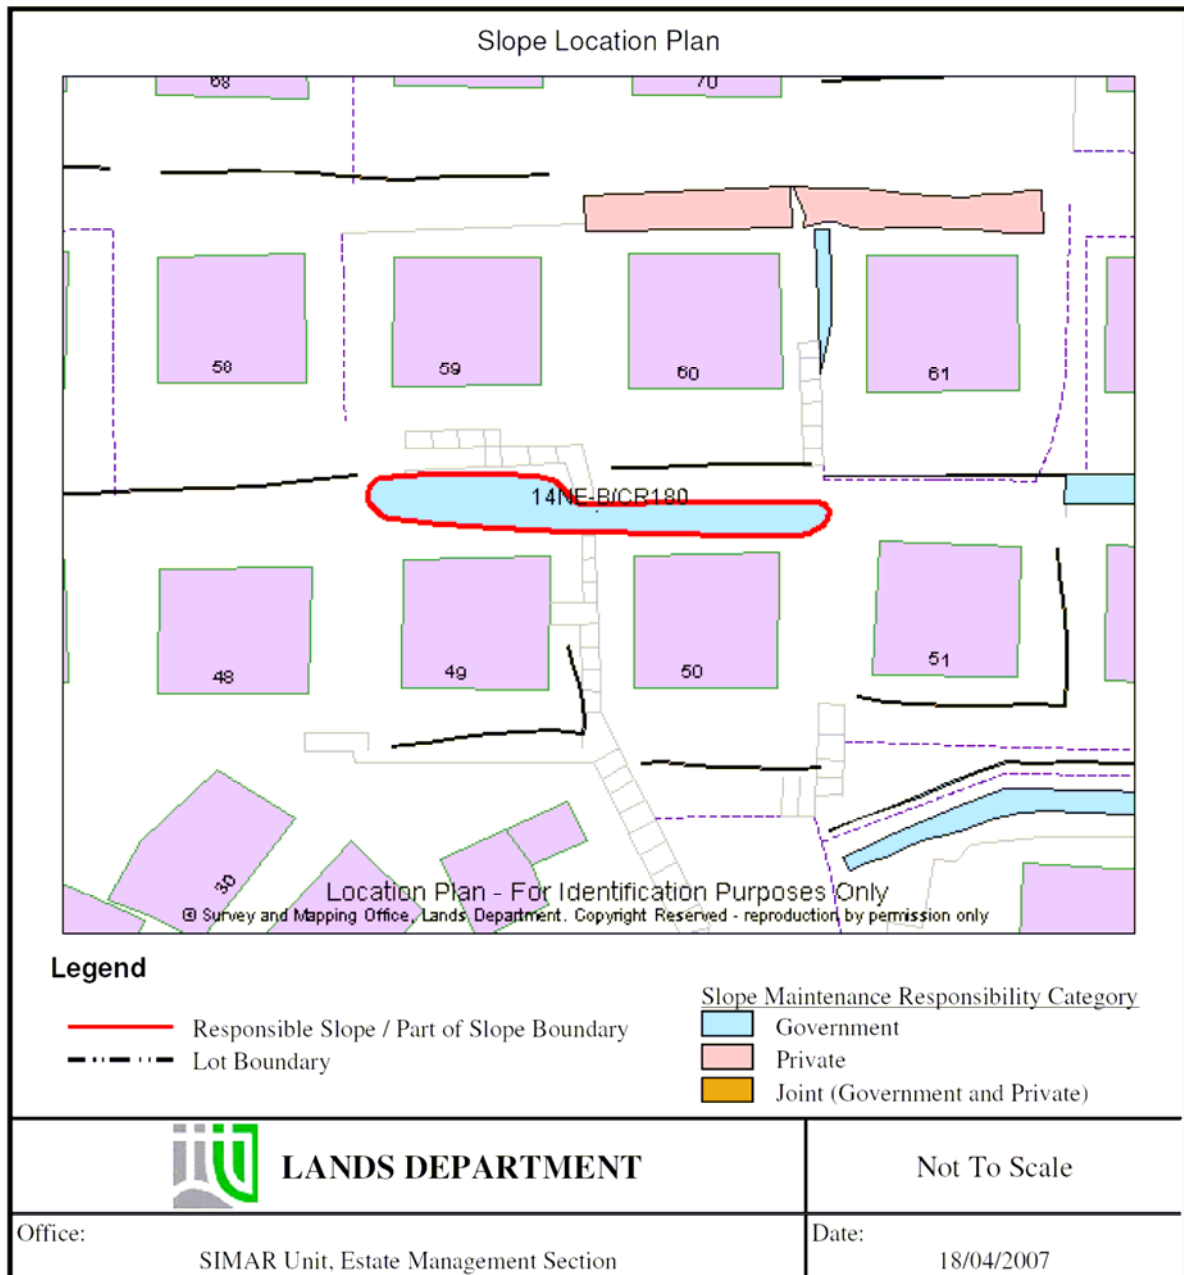 Slope Location Plan
68
70
58
59
60
61
14NE-B/CR180
48
49
50
51
30
Location Plan - For Identification Purposes Only
© Survey and Mapping Office, Lands Department. Copyright Reserved - reproduction by permission only
Legend
Responsible Slope / Part of Slope Boundary
Lot Boundary
Slope Maintenance Responsibility Category
Government
Private
Joint (Government and Private)
LANDS DEPARTMENT
Not To Scale
Office:
SIMAR Unit, Estate Management Section
Date:
18/04/2007